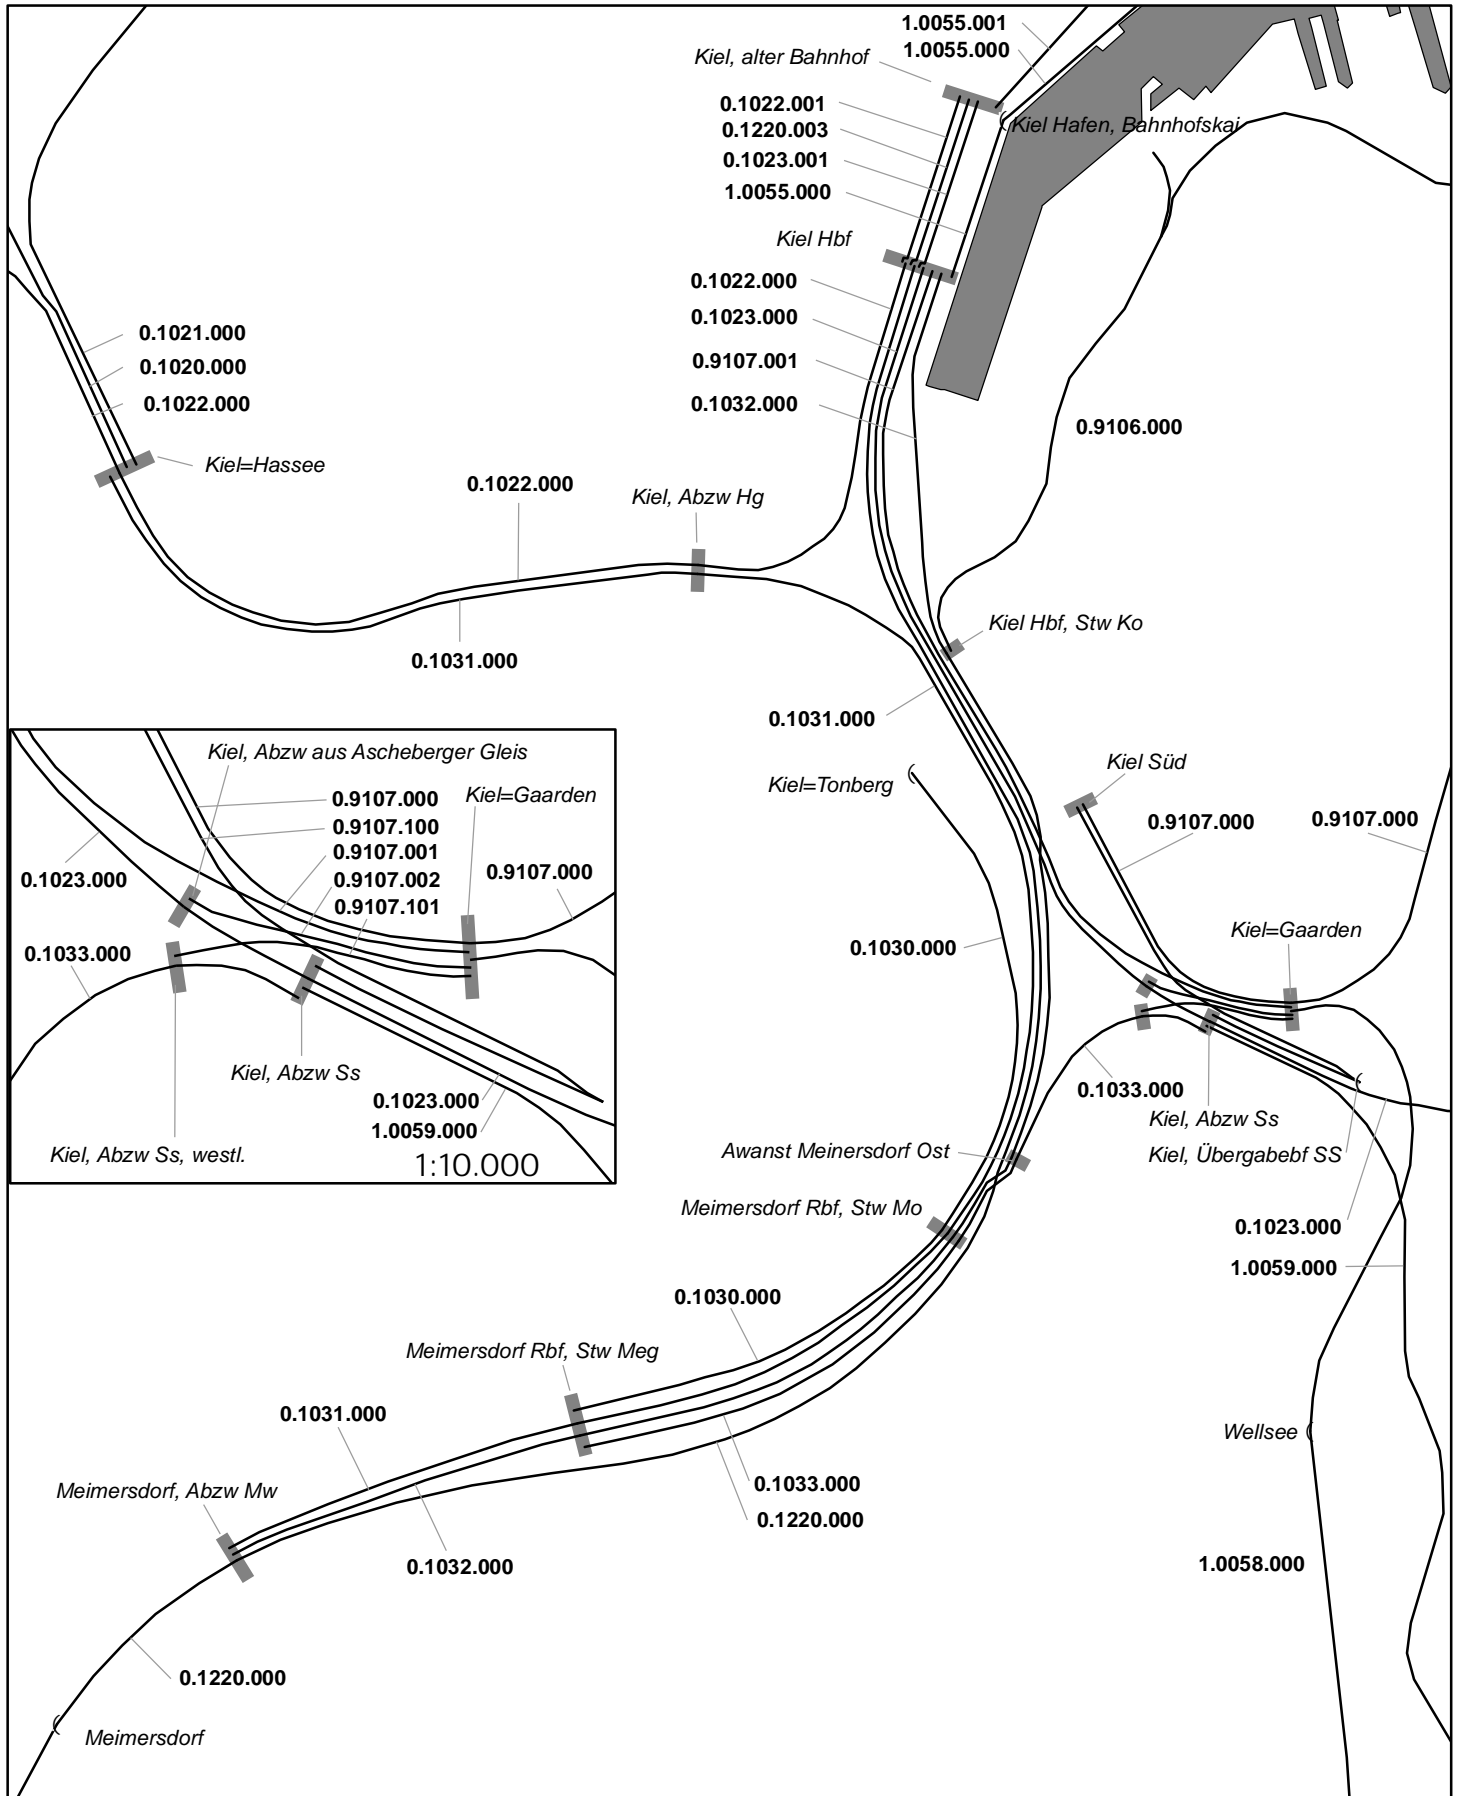 1.0055.001
1.0055.000
Kiel, alter Bahnhof
0.1022.001
0.1220.003
0.1023.001
1.0055.000
Kiel Hafen, Bahnhofskai
Kiel Hbf
0.1022.000
0.1023.000
0.9107.001
0.1032.000
0.1021.000
0.1020.000
0.1022.000
0.9106.000
Kiel=Hassee
0.1022.000
Kiel, Abzw Hg
Kiel Hbf, Stw Ko
0.1031.000
0.1031.000
Kiel, Abzw aus Ascheberger Gleis
0.9107.000
Kiel=Gaarden
0.9107.100
0.9107.001
0.9107.002
0.9107.101
0.9107.000
0.1023.000
0.1033.000
Kiel, Abzw Ss
0.1023.000
1.0059.000
Kiel, Abzw Ss, westl.
1:10.000
Kiel=Tonberg
Kiel Süd
0.9107.000
0.9107.000
Kiel=Gaarden
0.1030.000
0.1033.000
Kiel, Abzw Ss
Kiel, Übergabebf SS
Awanst Meinersdorf Ost
Meimersdorf Rbf, Stw Mo
0.1023.000
1.0059.000
0.1030.000
Meimersdorf Rbf, Stw Meg
0.1031.000
Wellsee
0.1033.000
Meimersdorf, Abzw Mw
0.1220.000
0.1032.000
1.0058.000
0.1220.000
Meimersdorf